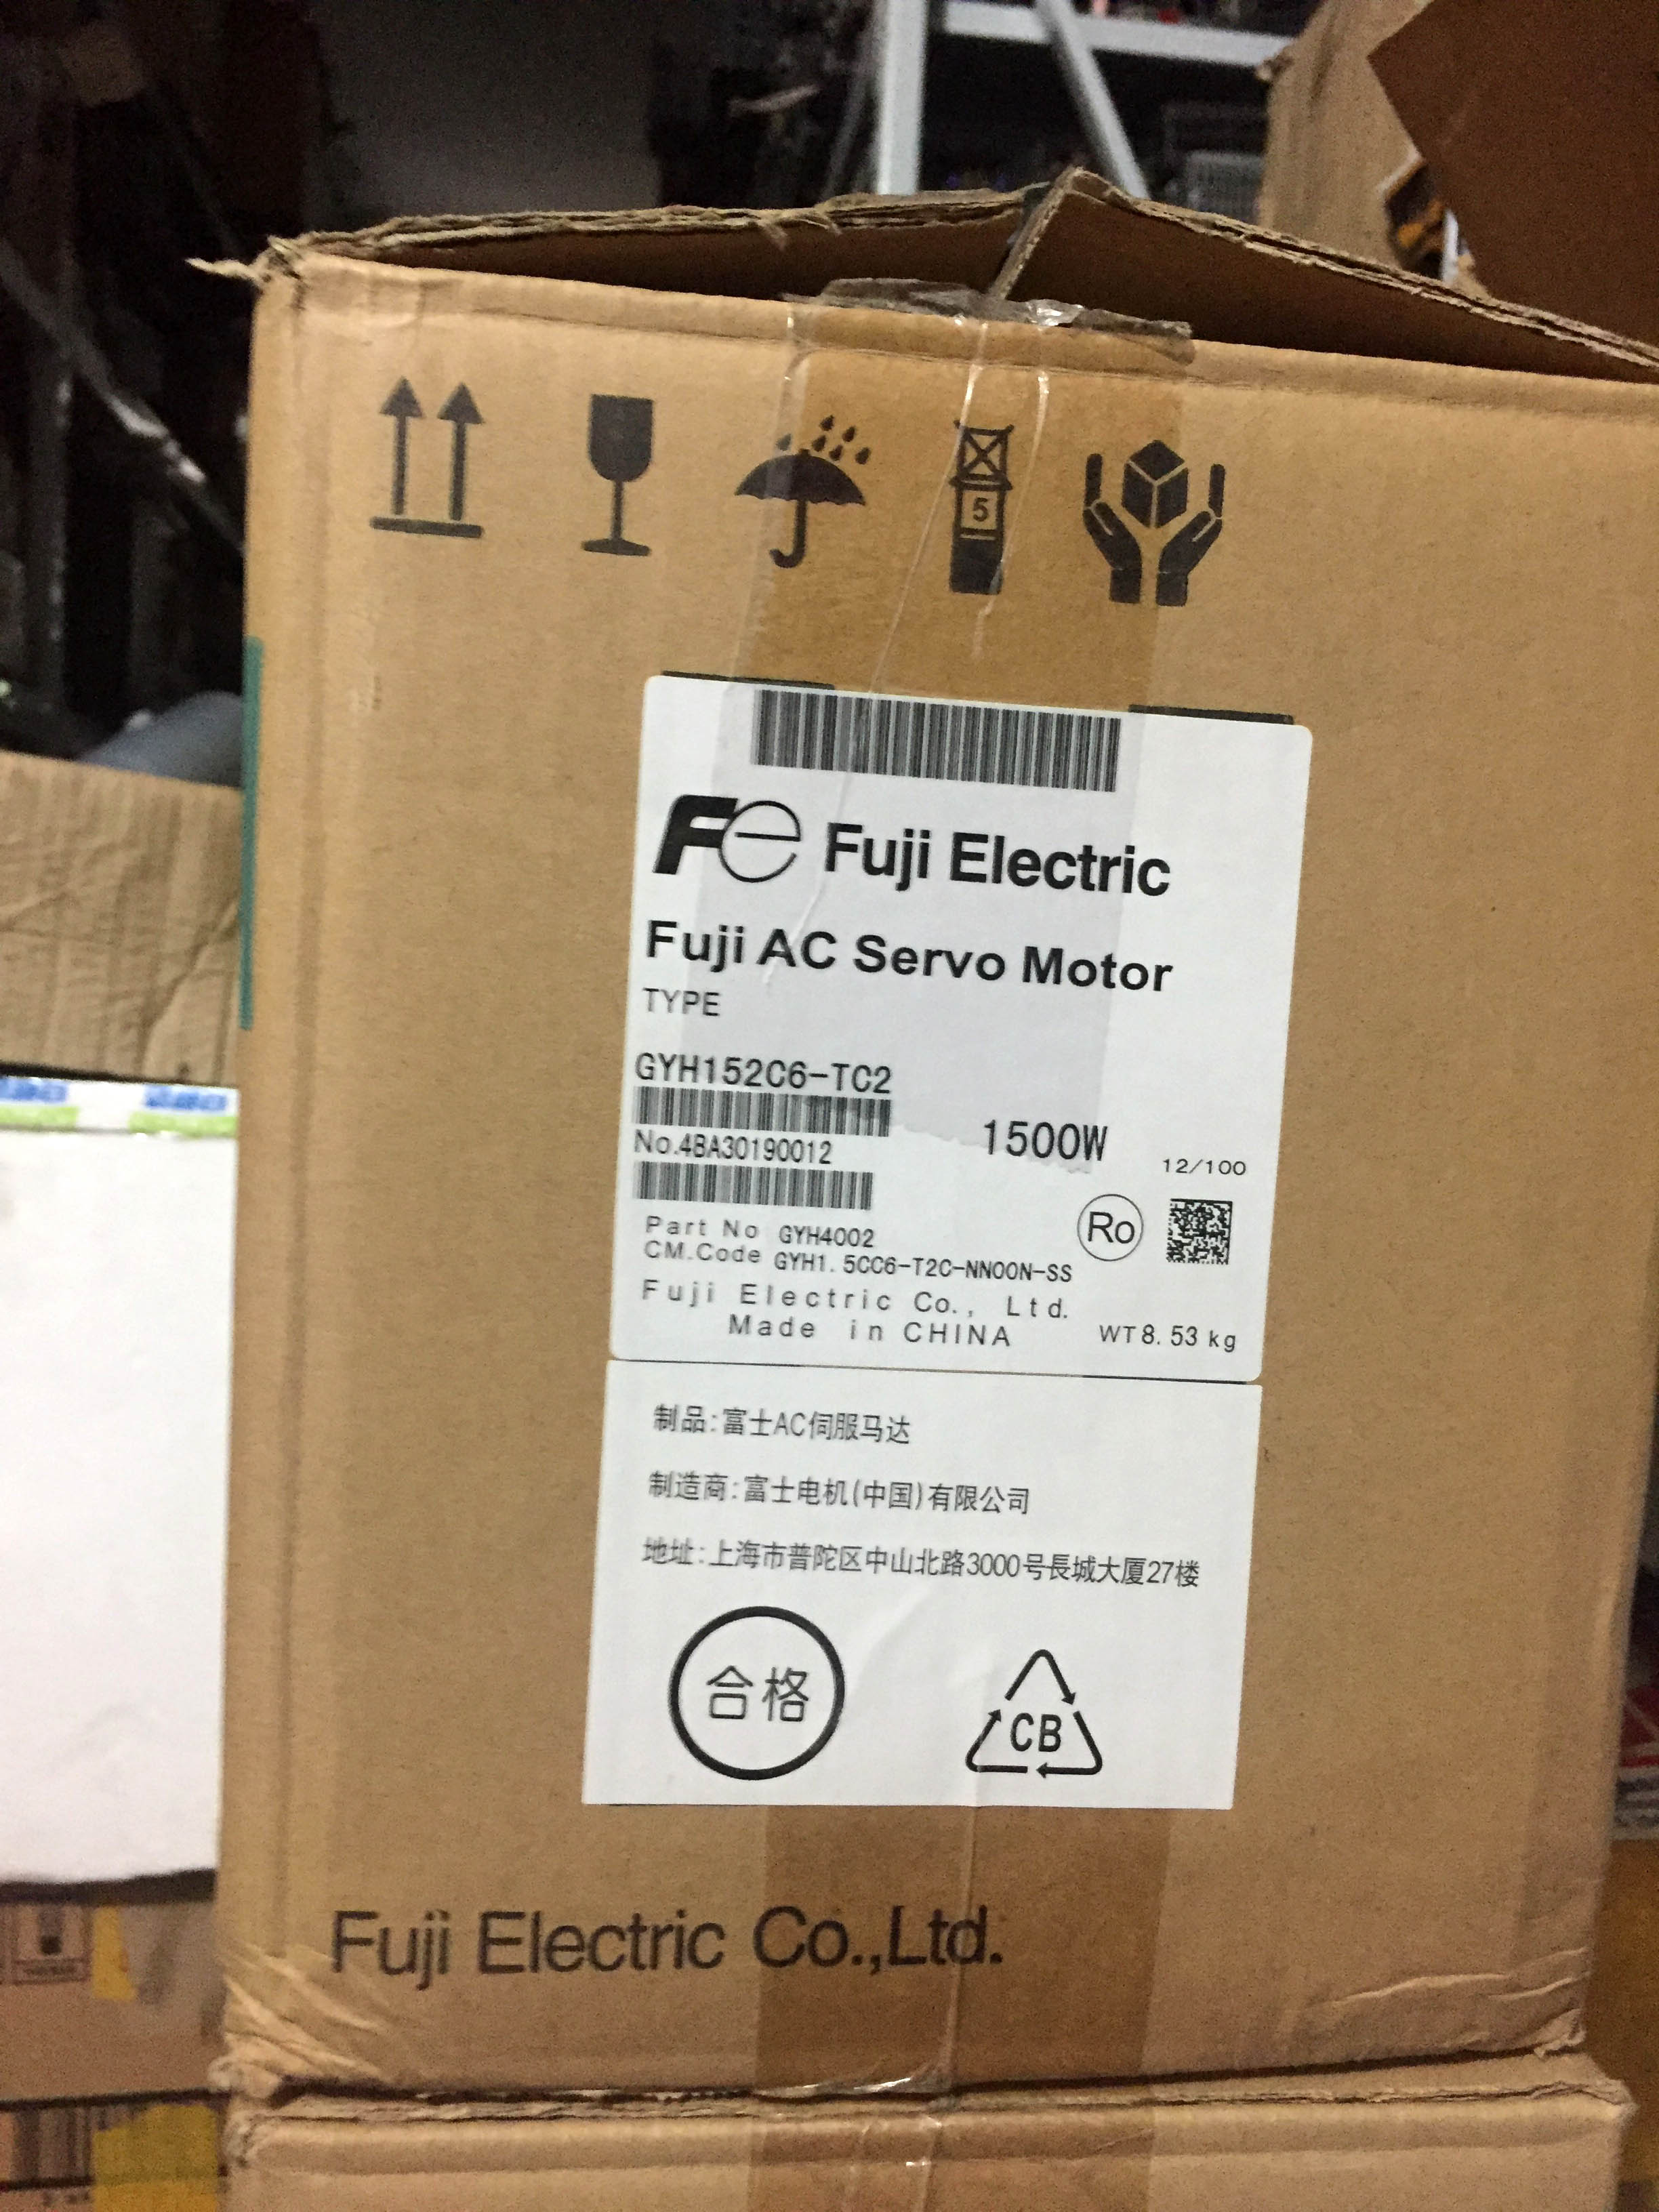 5
Fe Fuji Electric
Fuji AC Servo Motor
TYPE
GYH152C6-TC2
1500W
No.4BA30190012
12/100
Ro
Part No GYH4002
CM.Code GYH1.5CC6-T2C-NN00N-SS
Fuji Electric Co., Ltd.
Made in CHINA
WT8.53 kg
制品:富士AC伺服马达
制造商:富士电机(中国)有限公司
地址:上海市普陀区中山北路3000号長城大厦27楼
合格
CB
Fuji Electric Co.,Ltd.